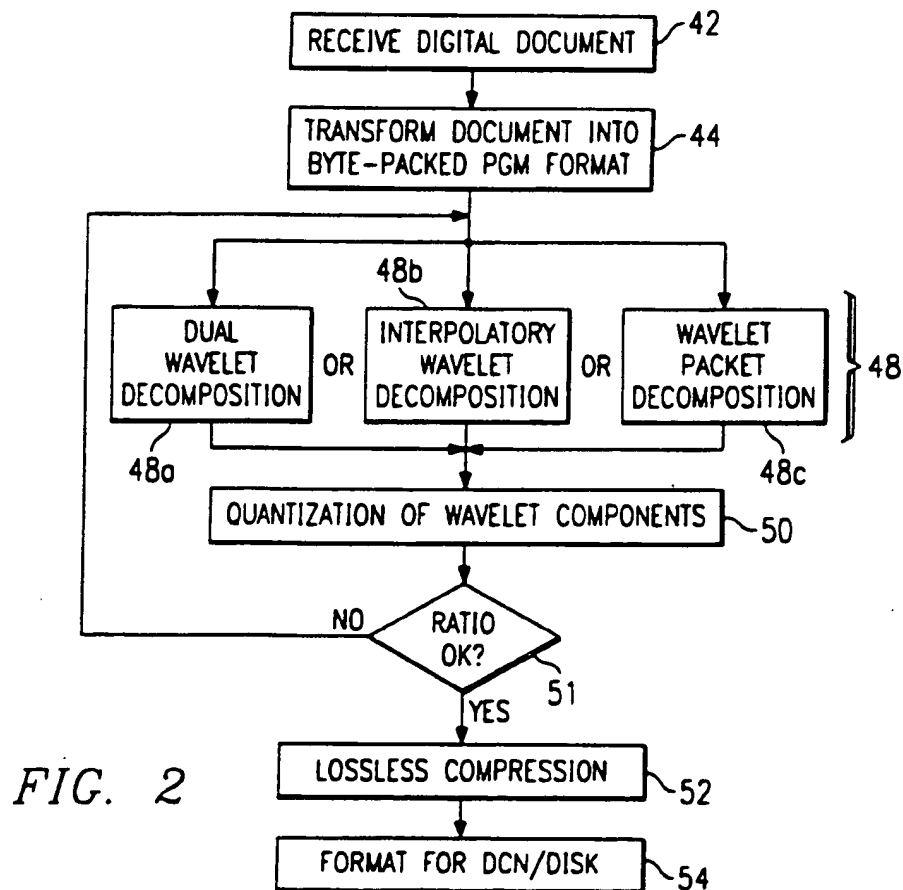 RECEIVE DIGITAL DOCUMENT
42
TRANSFORM DOCUMENT INTO
BYTE-PACKED PGM FORMAT
44
48b
DUAL
WAVELET
DECOMPOSITION
OR
INTERPOLATORY
WAVELET
DECOMPOSITION
OR
WAVELET
PACKET
DECOMPOSITION
48
48a
48c
QUANTIZATION OF WAVELET COMPONENTS
50
NO
RATIO
OK?
51
YES
LOSSLESS COMPRESSION
52
FIG. 2
FORMAT FOR DCN/DISK
54